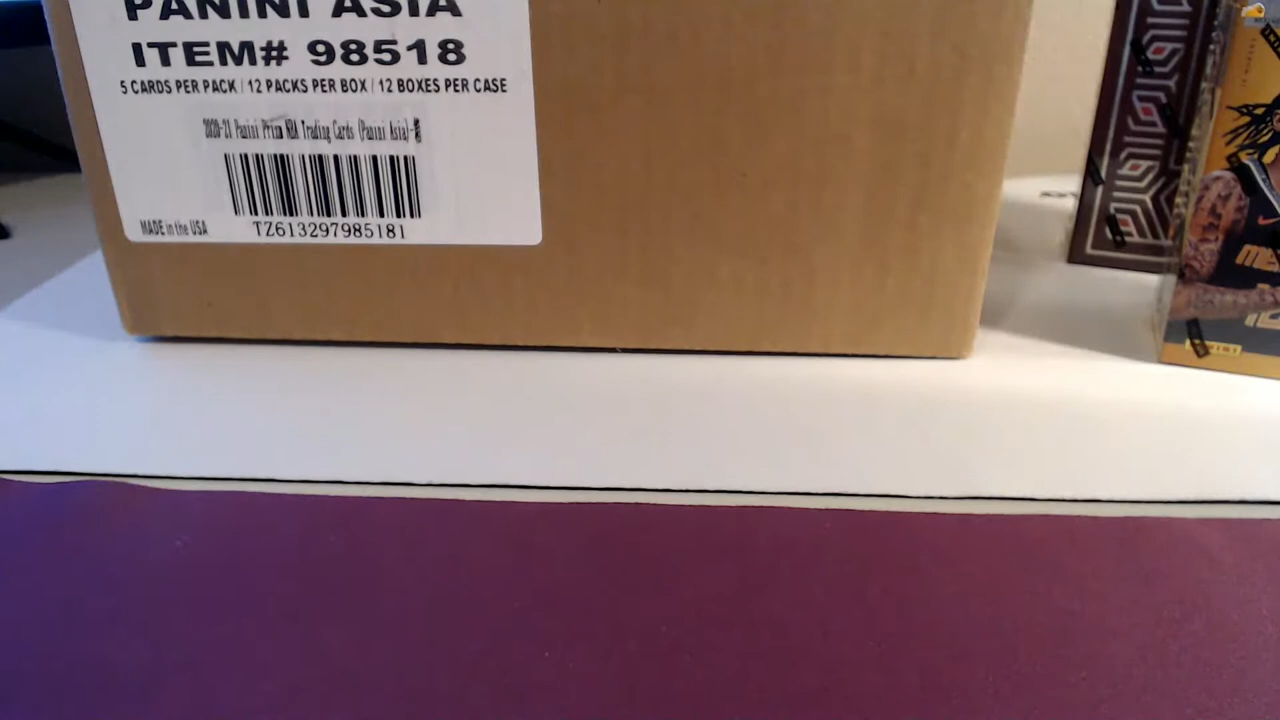 PANINI ASIA
ITEM# 98518
5 CARDS PER PACK | 12 PACKS PER BOX | 12 BOXES PER CASE
2020-21 Panini Prizm NBA Trading Cards (Panini Asia)-
MADE in the USA
TZ613297985181
PANINI